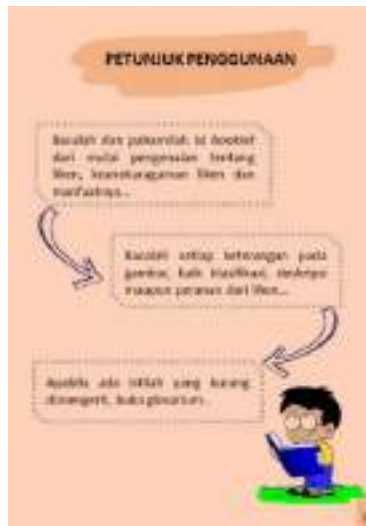 PETUNJUK PENGGUNAAN
Bacalah dan pahamilah isi booklet
dari mulai pengenalan tentang
liken, keanekaragaman liken dan
manfaatnya...
Bacalah setiap keterangan pada
gambar, baik klasifikasi, deskripsi
maupun peranan dari liken...
Apabila ada istilah yang kurang
dimengerti, buka glosarium.